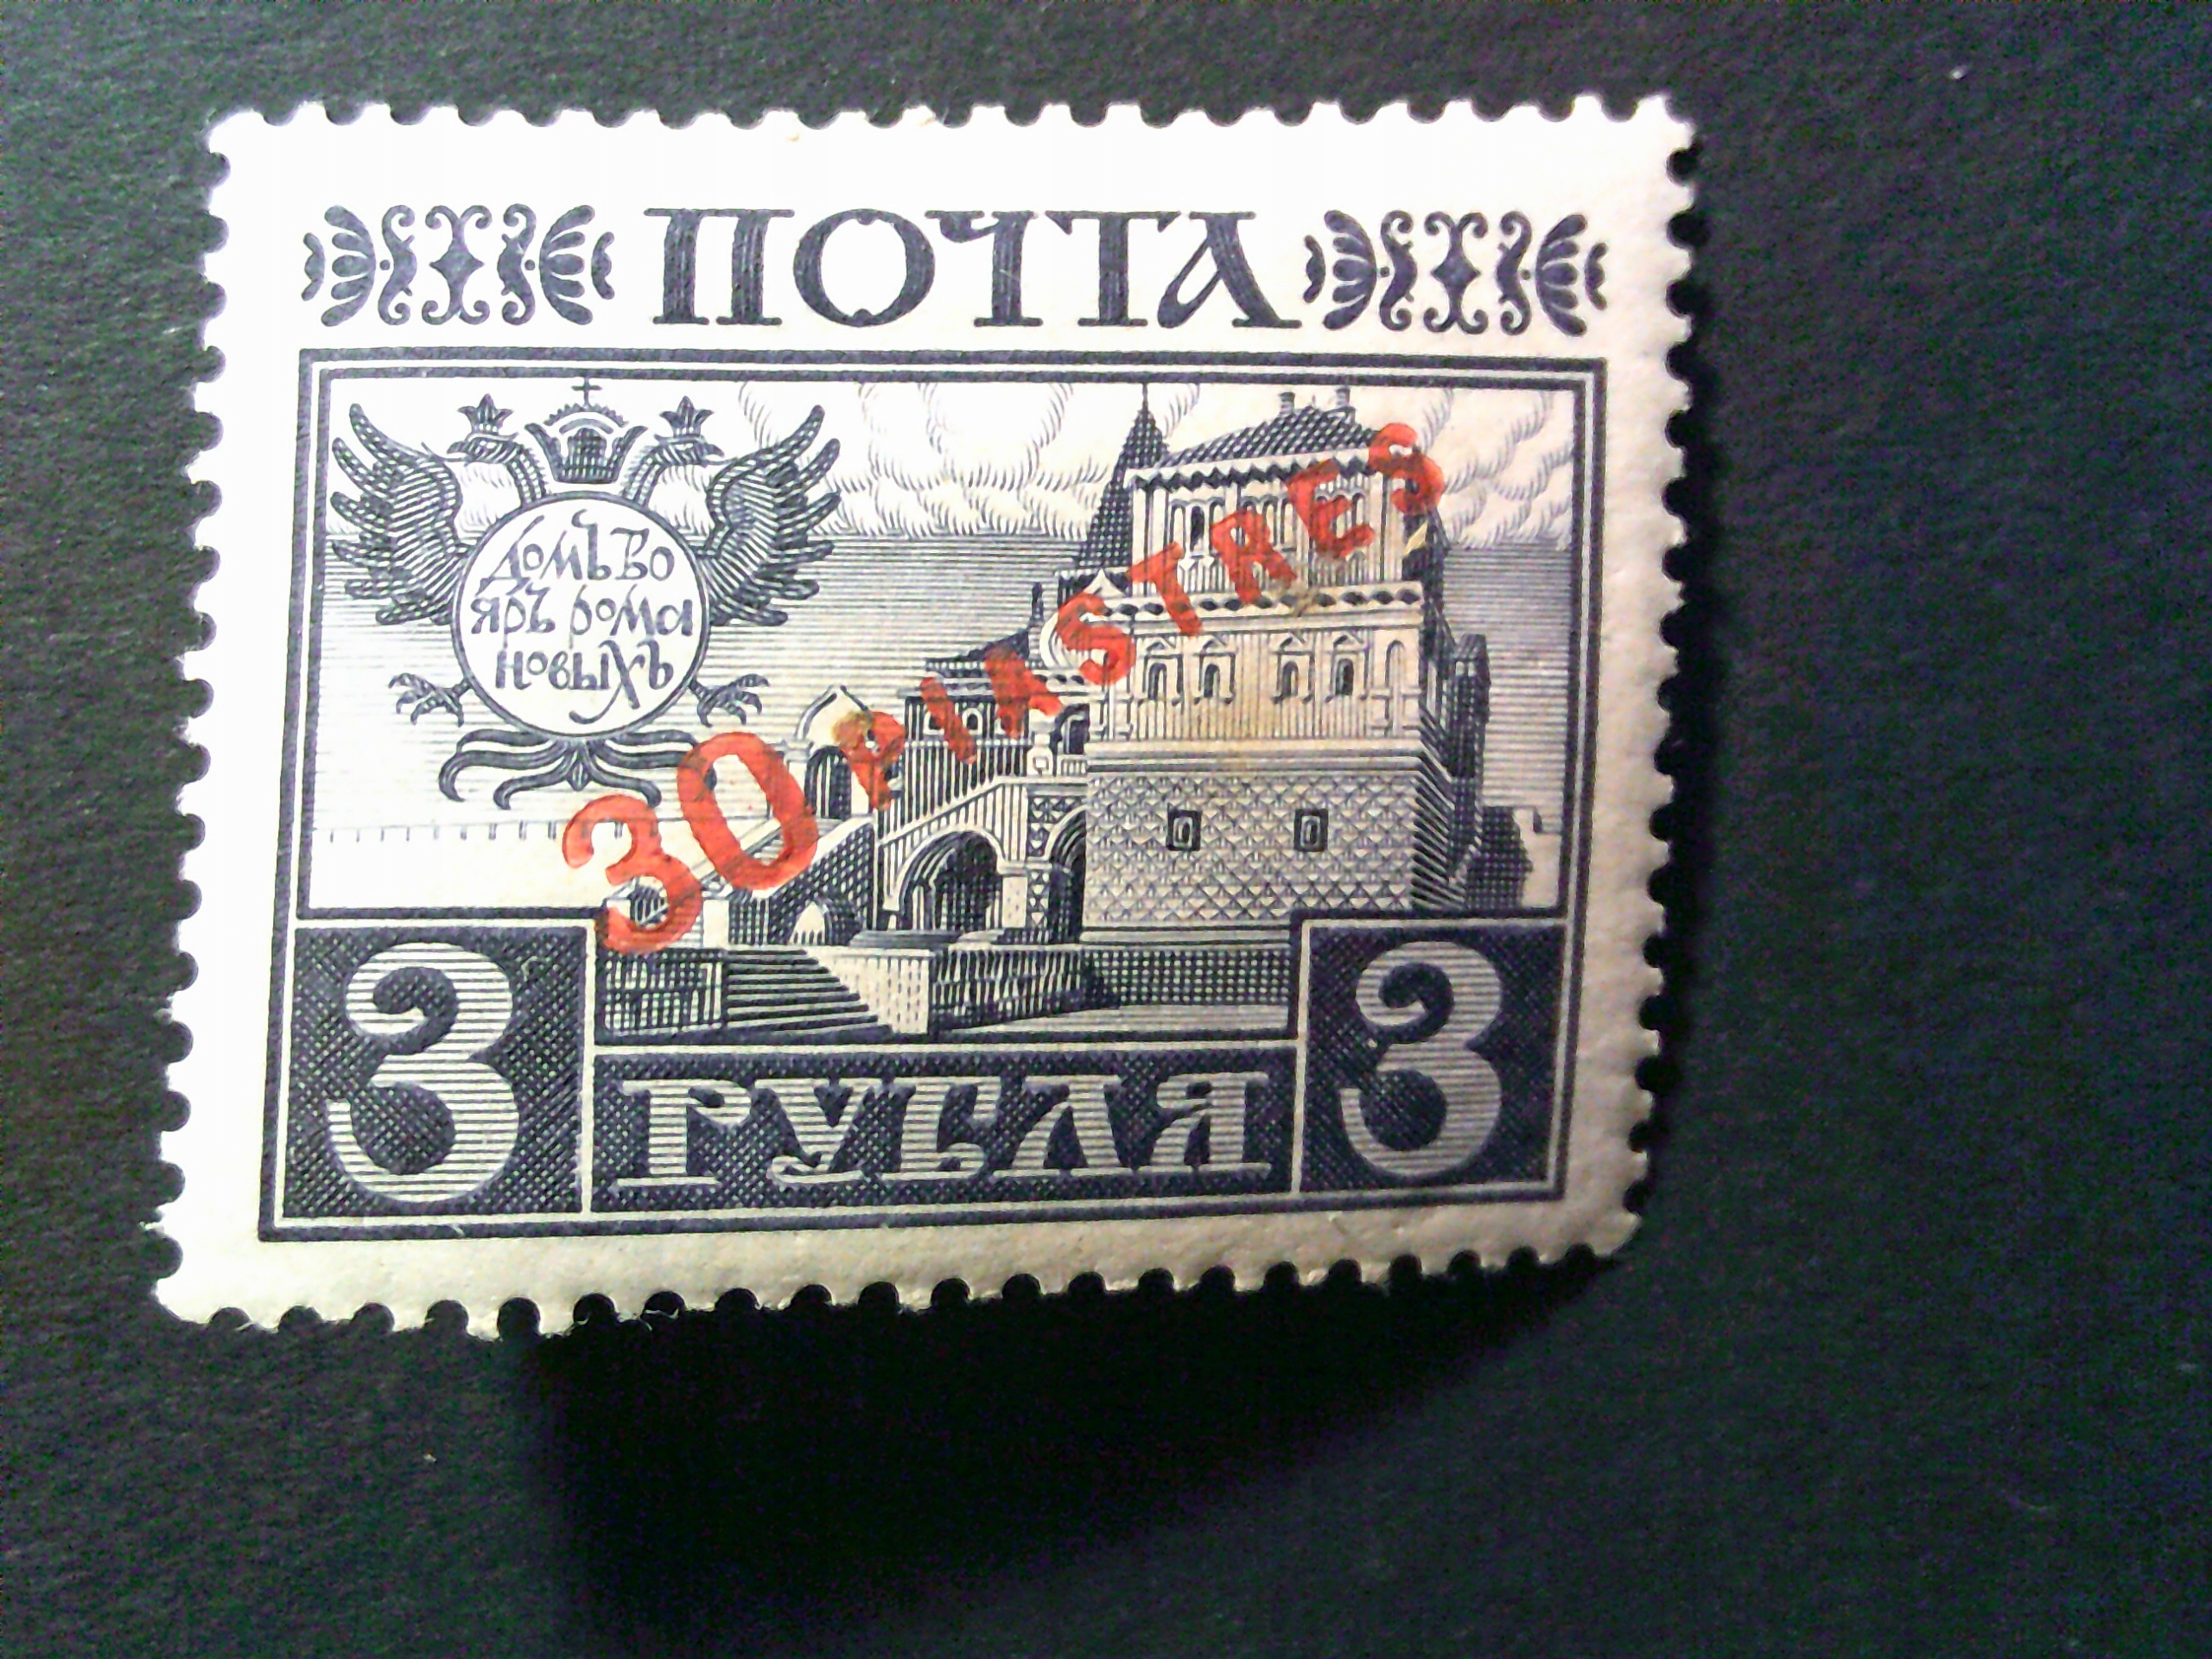 ПОЧТА
домъ бо
яръ рома
новыхъ
30 PIASTRES
3 РУБЛЯ 3